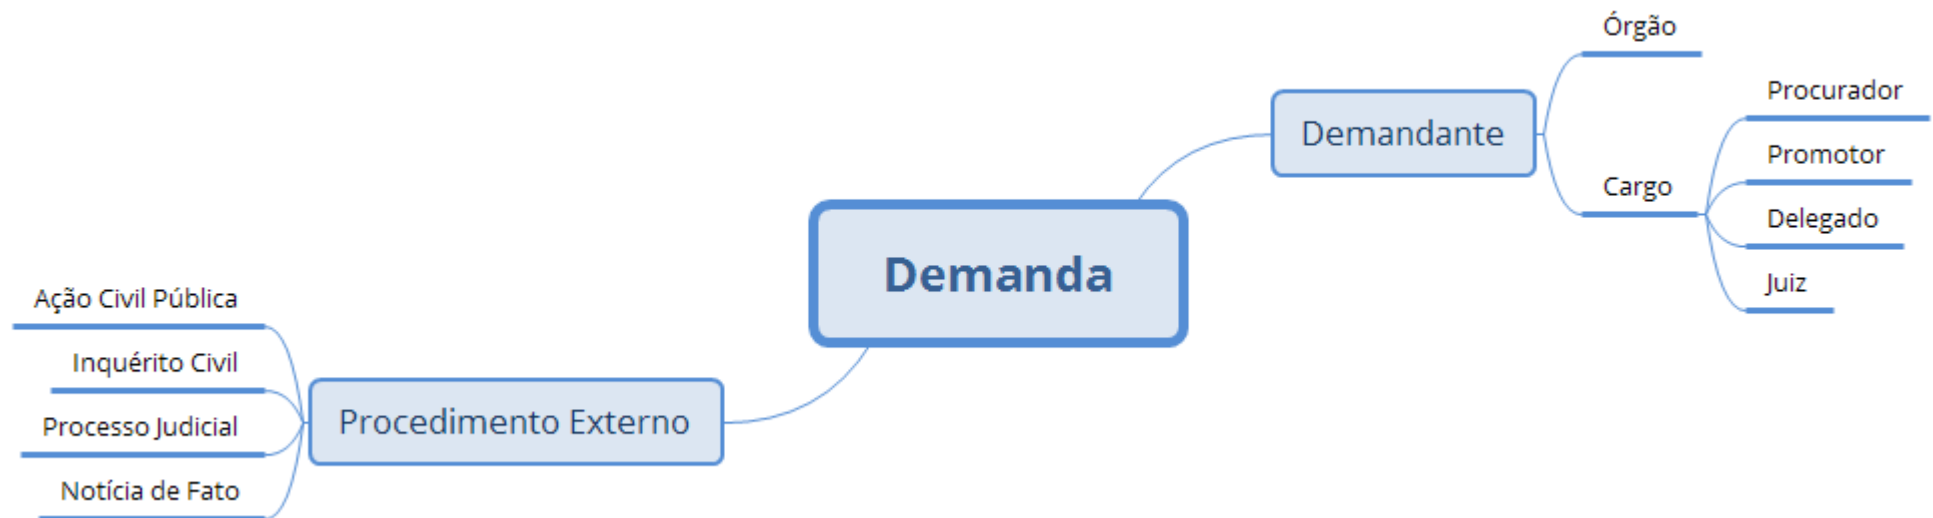 Demanda
Demandante
Órgão
Cargo
Procurador
Promotor
Delegado
Juiz
Procedimento Externo
Ação Civil Pública
Inquérito Civil
Processo Judicial
Notícia de Fato